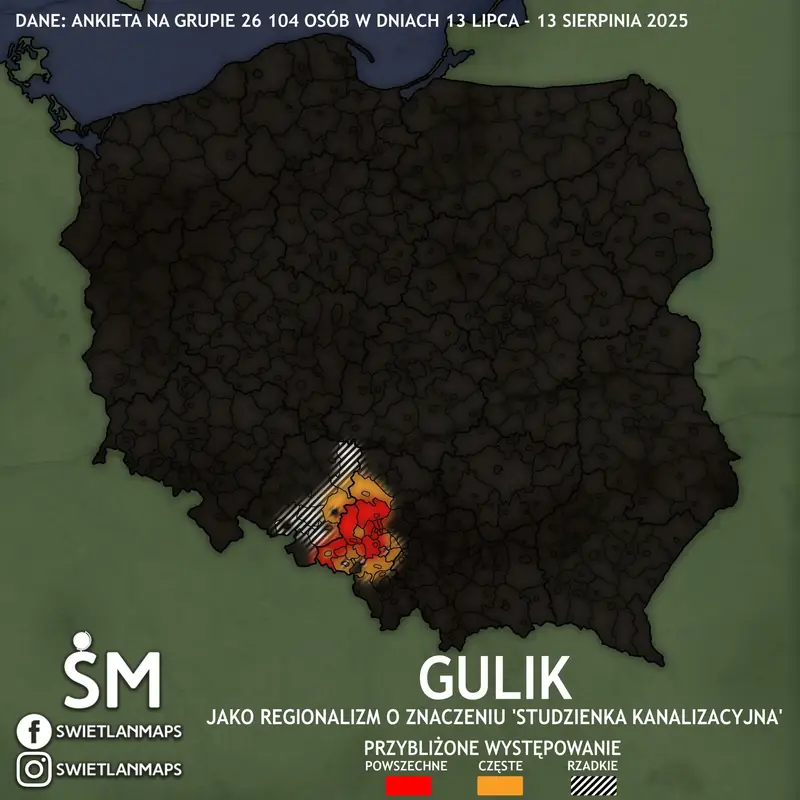 DANE: ANKIETA NA GRUPIE 26 104 OSÓB W DNIACH 13 LIPCA - 13 SIERPINIA 2025
ŚM
SWIETLANMAPS
SWIETLANMAPS
GULIK
JAKO REGIONALIZM O ZNACZENIU 'STUDZIENKA KANALIZACYJNA'
PRZYBLIŻONE WYSTĘPOWANIE
POWSZECHNE CZĘSTE RZADKIE